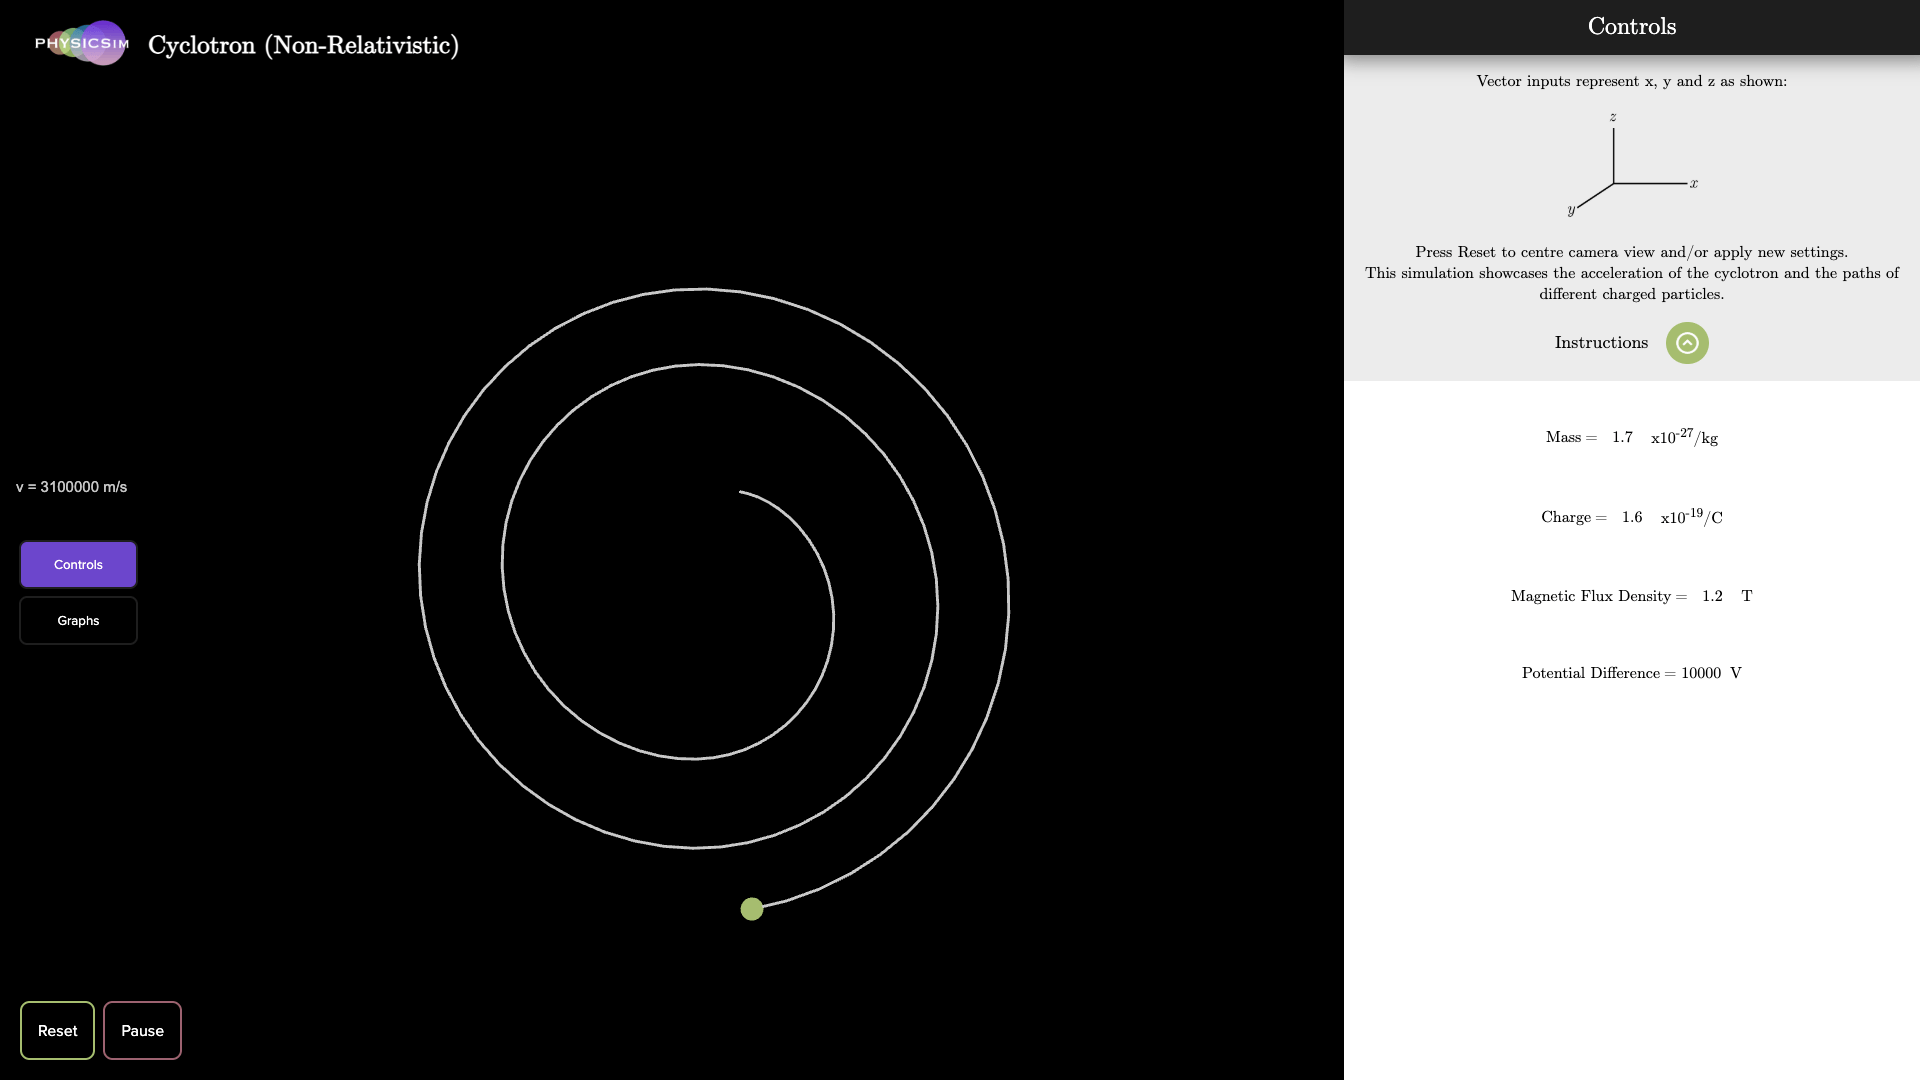 PHYSICSIM
Cyclotron (Non-Relativistic)
v = 3100000 m/s
Controls
Graphs
Reset
Pause
Controls
Vector inputs represent x, y and z as shown:
z
x
y
Press Reset to centre camera view and/or apply new settings.
This simulation showcases the acceleration of the cyclotron and the paths of
different charged particles.
Instructions
Mass = 1.7 x10⁻²⁷/kg
Charge = 1.6 x10⁻¹⁹/C
Magnetic Flux Density = 1.2 T
Potential Difference = 10000 V